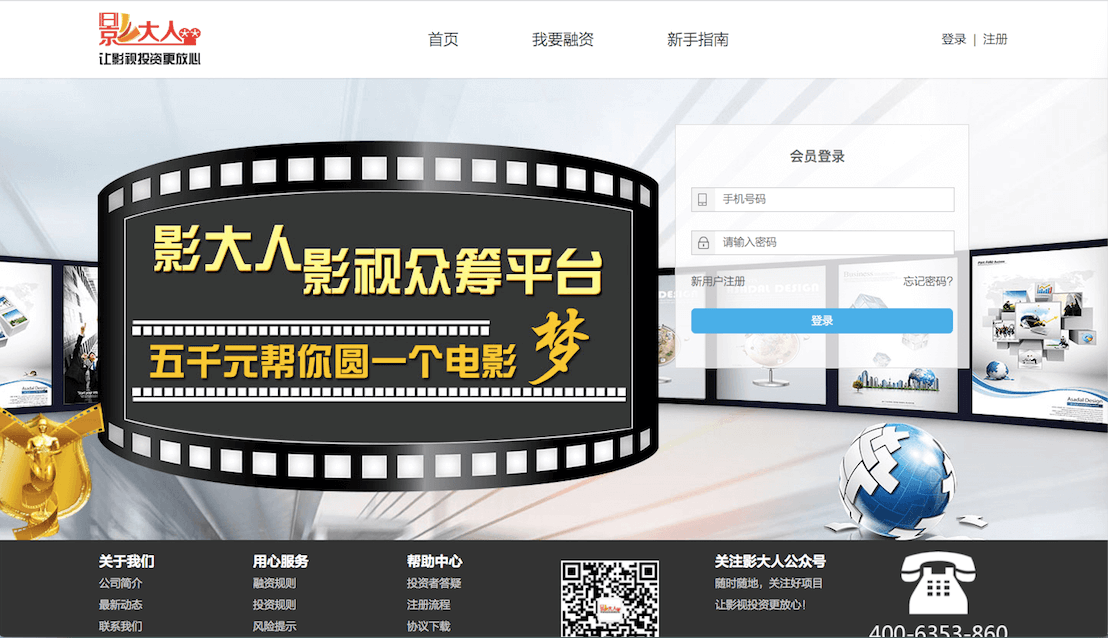 影大人
让影视投资更放心
首页
我要融资
新手指南
登录 | 注册
影大人影视众筹平台
五千元帮你圆一个电影梦
会员登录
手机号码
请输入密码
新用户注册
忘记密码?
登录
Asadal Design
关于我们
公司简介
最新动态
联系我们
用心服务
融资规则
投资规则
风险提示
帮助中心
投资者答疑
注册流程
协议下载
关注影大人公众号
随时随地，关注好项目
让影视投资更放心！
400-6353-860